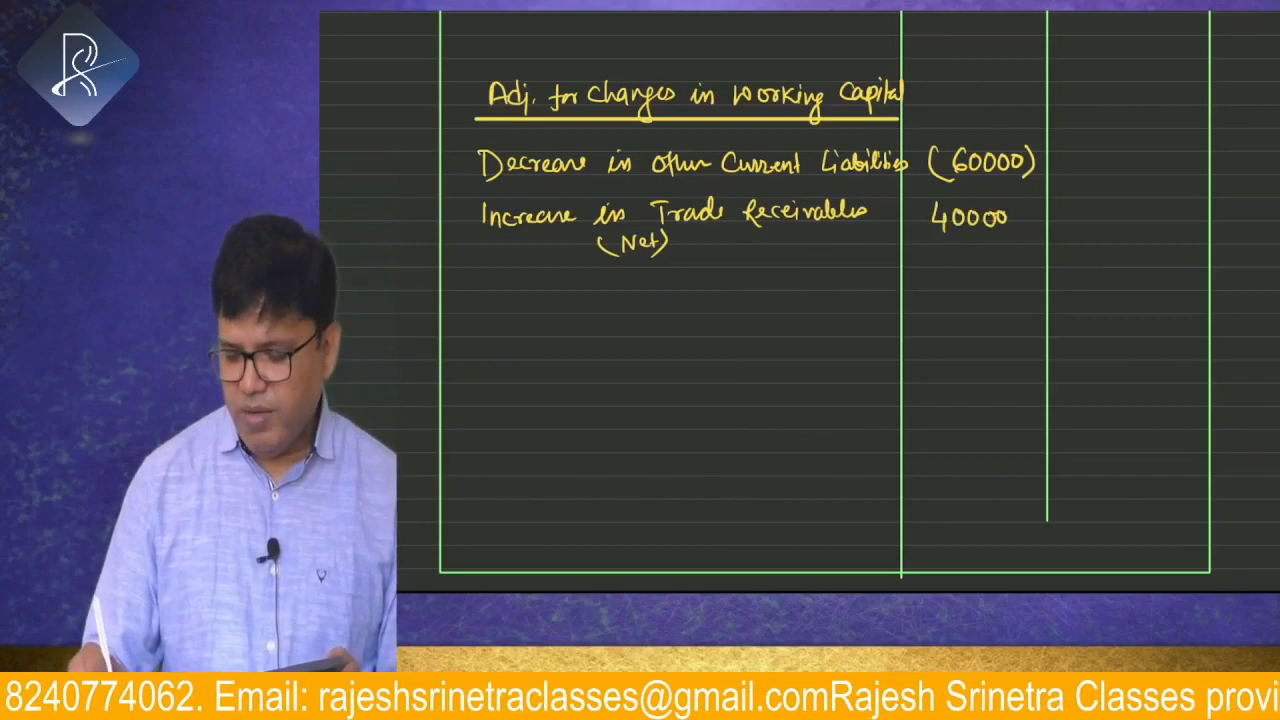 RS
Adj. for changes in working Capital
Decrease in other Current Liabilities (60000)
Increase in Trade Receivables 40000
(Net)
8240774062. Email: rajeshsrinetraclasses@gmail.comRajesh Srinetra Classes provi